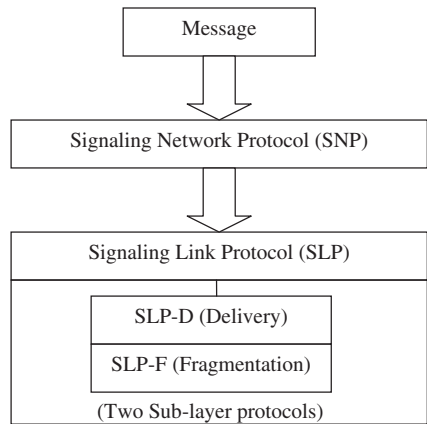 Message
Signaling Network Protocol (SNP)
Signaling Link Protocol (SLP)
SLP-D (Delivery)
SLP-F (Fragmentation)
(Two Sub-layer protocols)